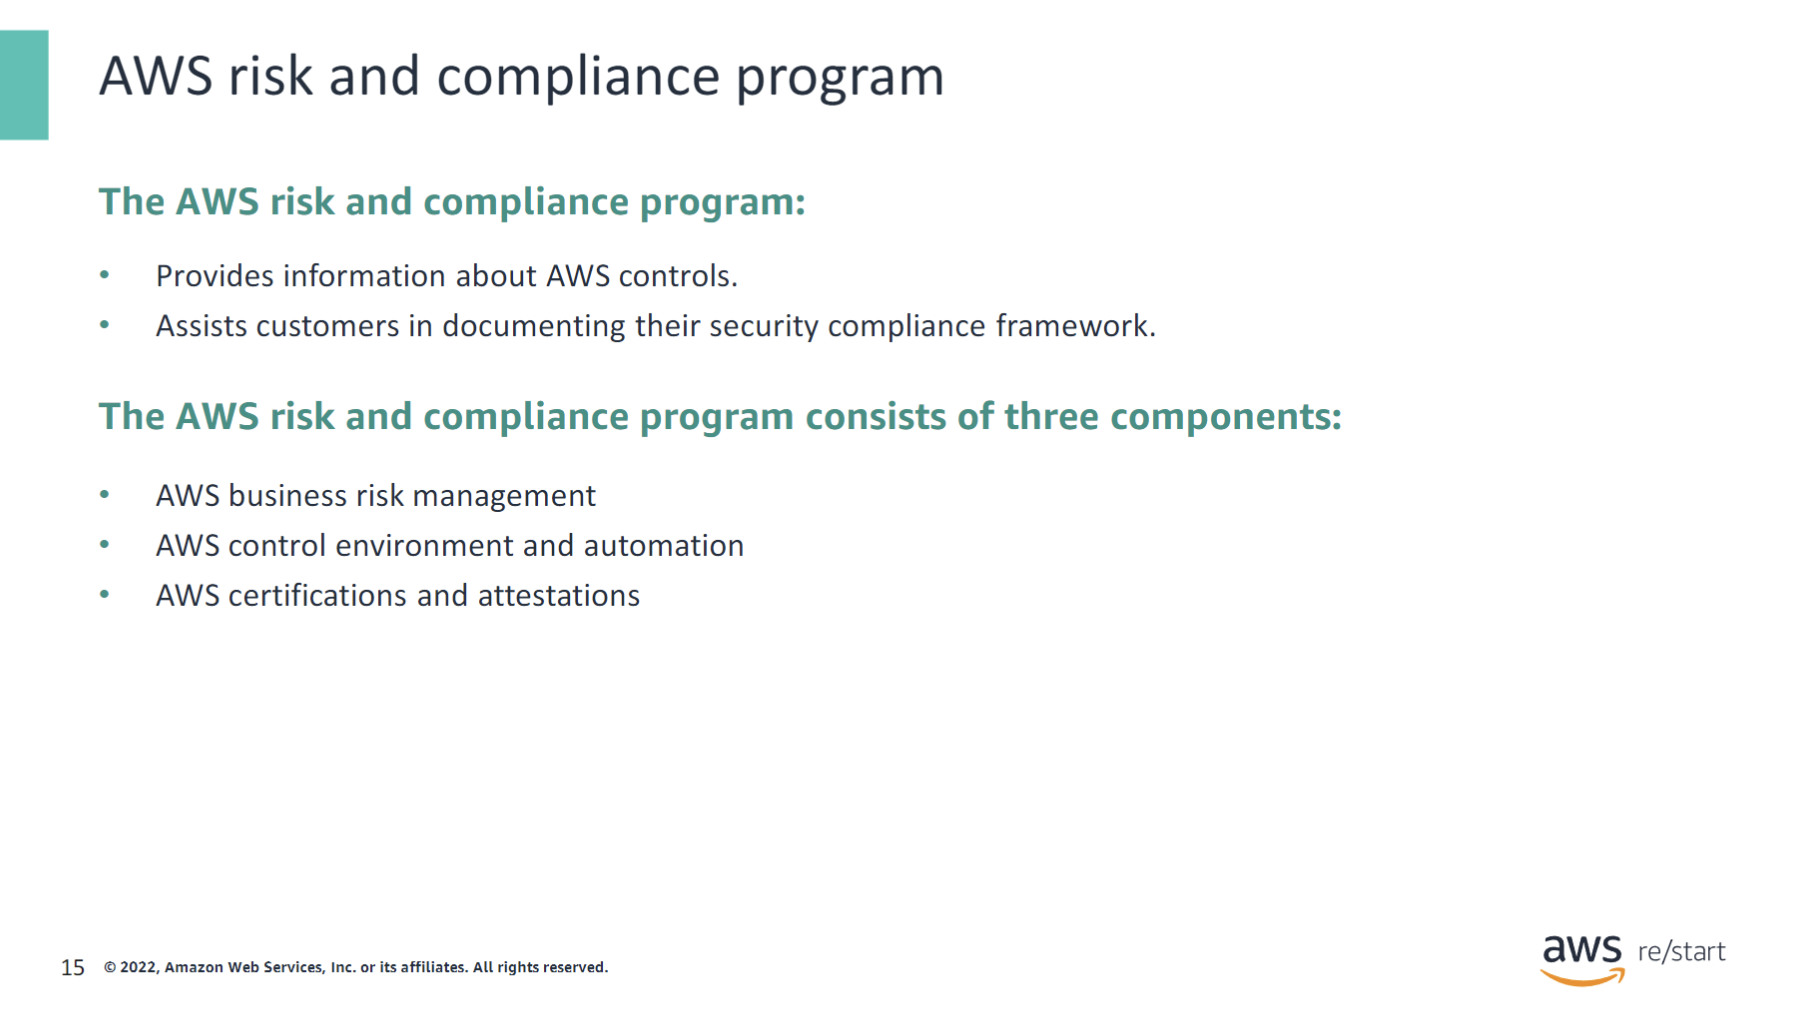 AWS risk and compliance program
The AWS risk and compliance program:
• Provides information about AWS controls.
• Assists customers in documenting their security compliance framework.
The AWS risk and compliance program consists of three components:
• AWS business risk management
• AWS control environment and automation
• AWS certifications and attestations
15 © 2022, Amazon Web Services, Inc. or its affiliates. All rights reserved.
aws re/start